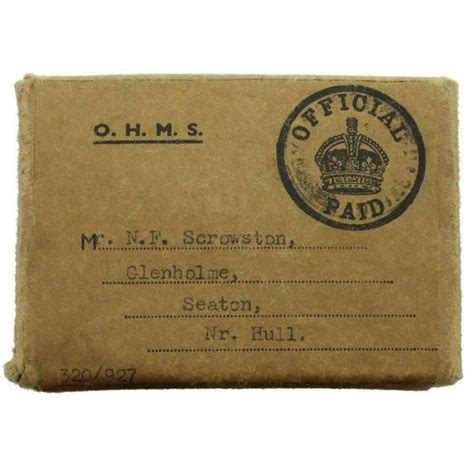 O. H. M. S.
OFFICIAL
PAID
Mr. N.F. Scrowston,
Glenholme,
Seaton,
Nr. Hull.
320/927